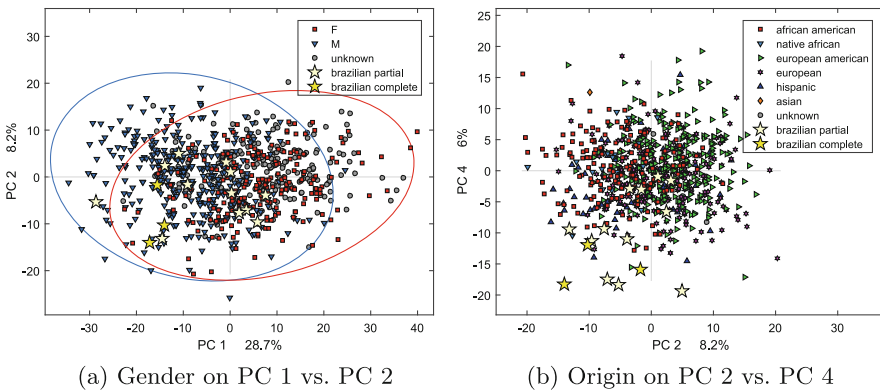 30
20
10
0
-10
-20
PC 2 8.2%
F
M
unknown
brazilian partial
brazilian complete
-30 -20 -10 0 10 20 30 40
PC 1 28.7%
(a) Gender on PC 1 vs. PC 2
25
20
15
10
5
0
-5
-10
-15
-20
PC 4 6%
african american
native african
european american
european
hispanic
asian
unknown
brazilian partial
brazilian complete
-20 -10 0 10 20 30
PC 2 8.2%
(b) Origin on PC 2 vs. PC 4